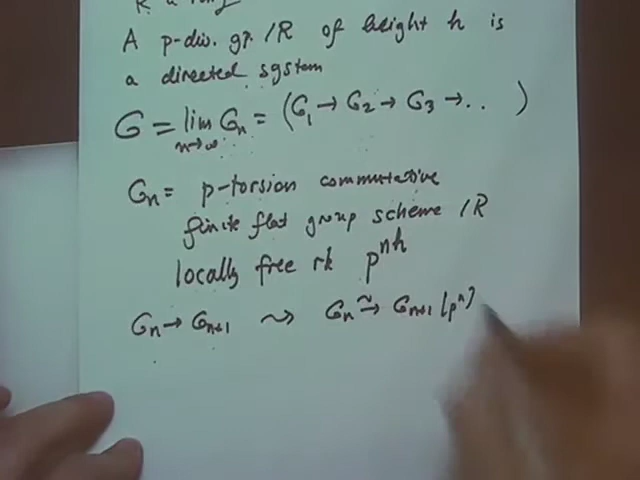 R a ring
A p-div. gp. /R of height h is
a directed system
G = lim Gn = (G1 → G2 → G3 → .. )
n→∞
Gn = p-torsion commutative
finite flat group scheme /R
locally free rk p^{nh}
Gn → Gn+1 ⇝ Gn ~→ Gn+1[p^n]